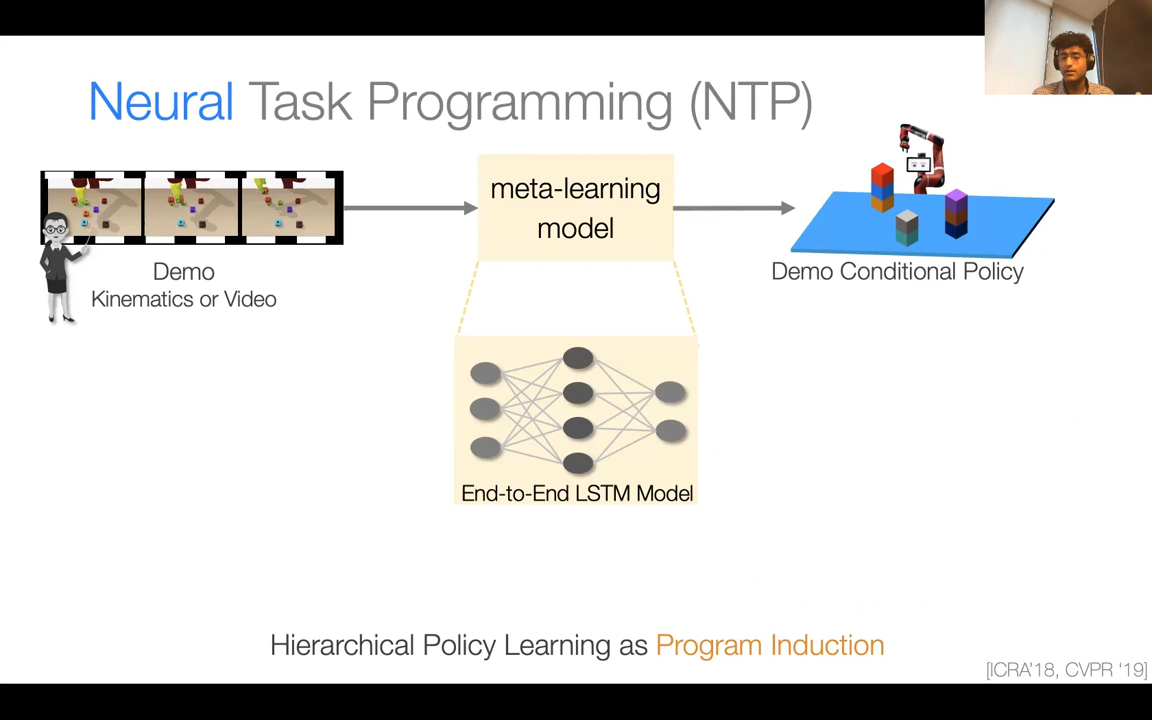 Neural Task Programming (NTP)
meta-learning
model
Demo
Kinematics or Video
Demo Conditional Policy
End-to-End LSTM Model
Hierarchical Policy Learning as Program Induction
[ICRA'18, CVPR '19]